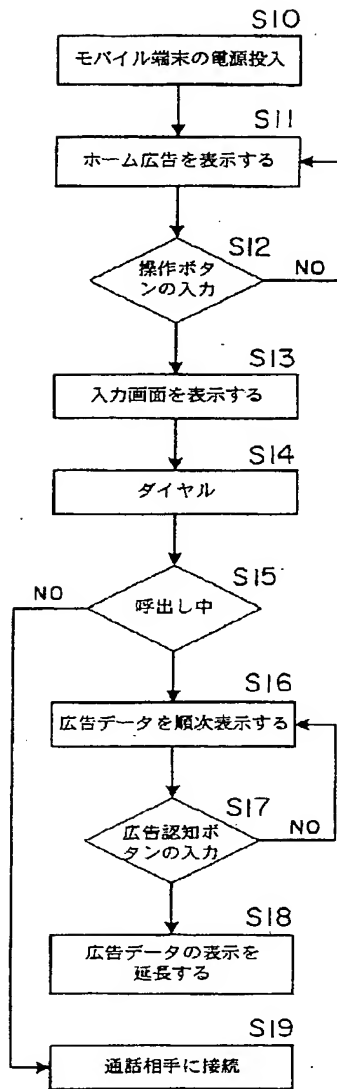 S10
モバイル端末の電源投入
S11
ホーム広告を表示する
S12
操作ボタ
ンの入力
NO
S13
入力画面を表示する
S14
ダイヤル
S15
呼出し中
NO
S16
広告データを順次表示する
S17
広告認知ボ
タンの入力
NO
S18
広告データの表示を
延長する
S19
通話相手に接続